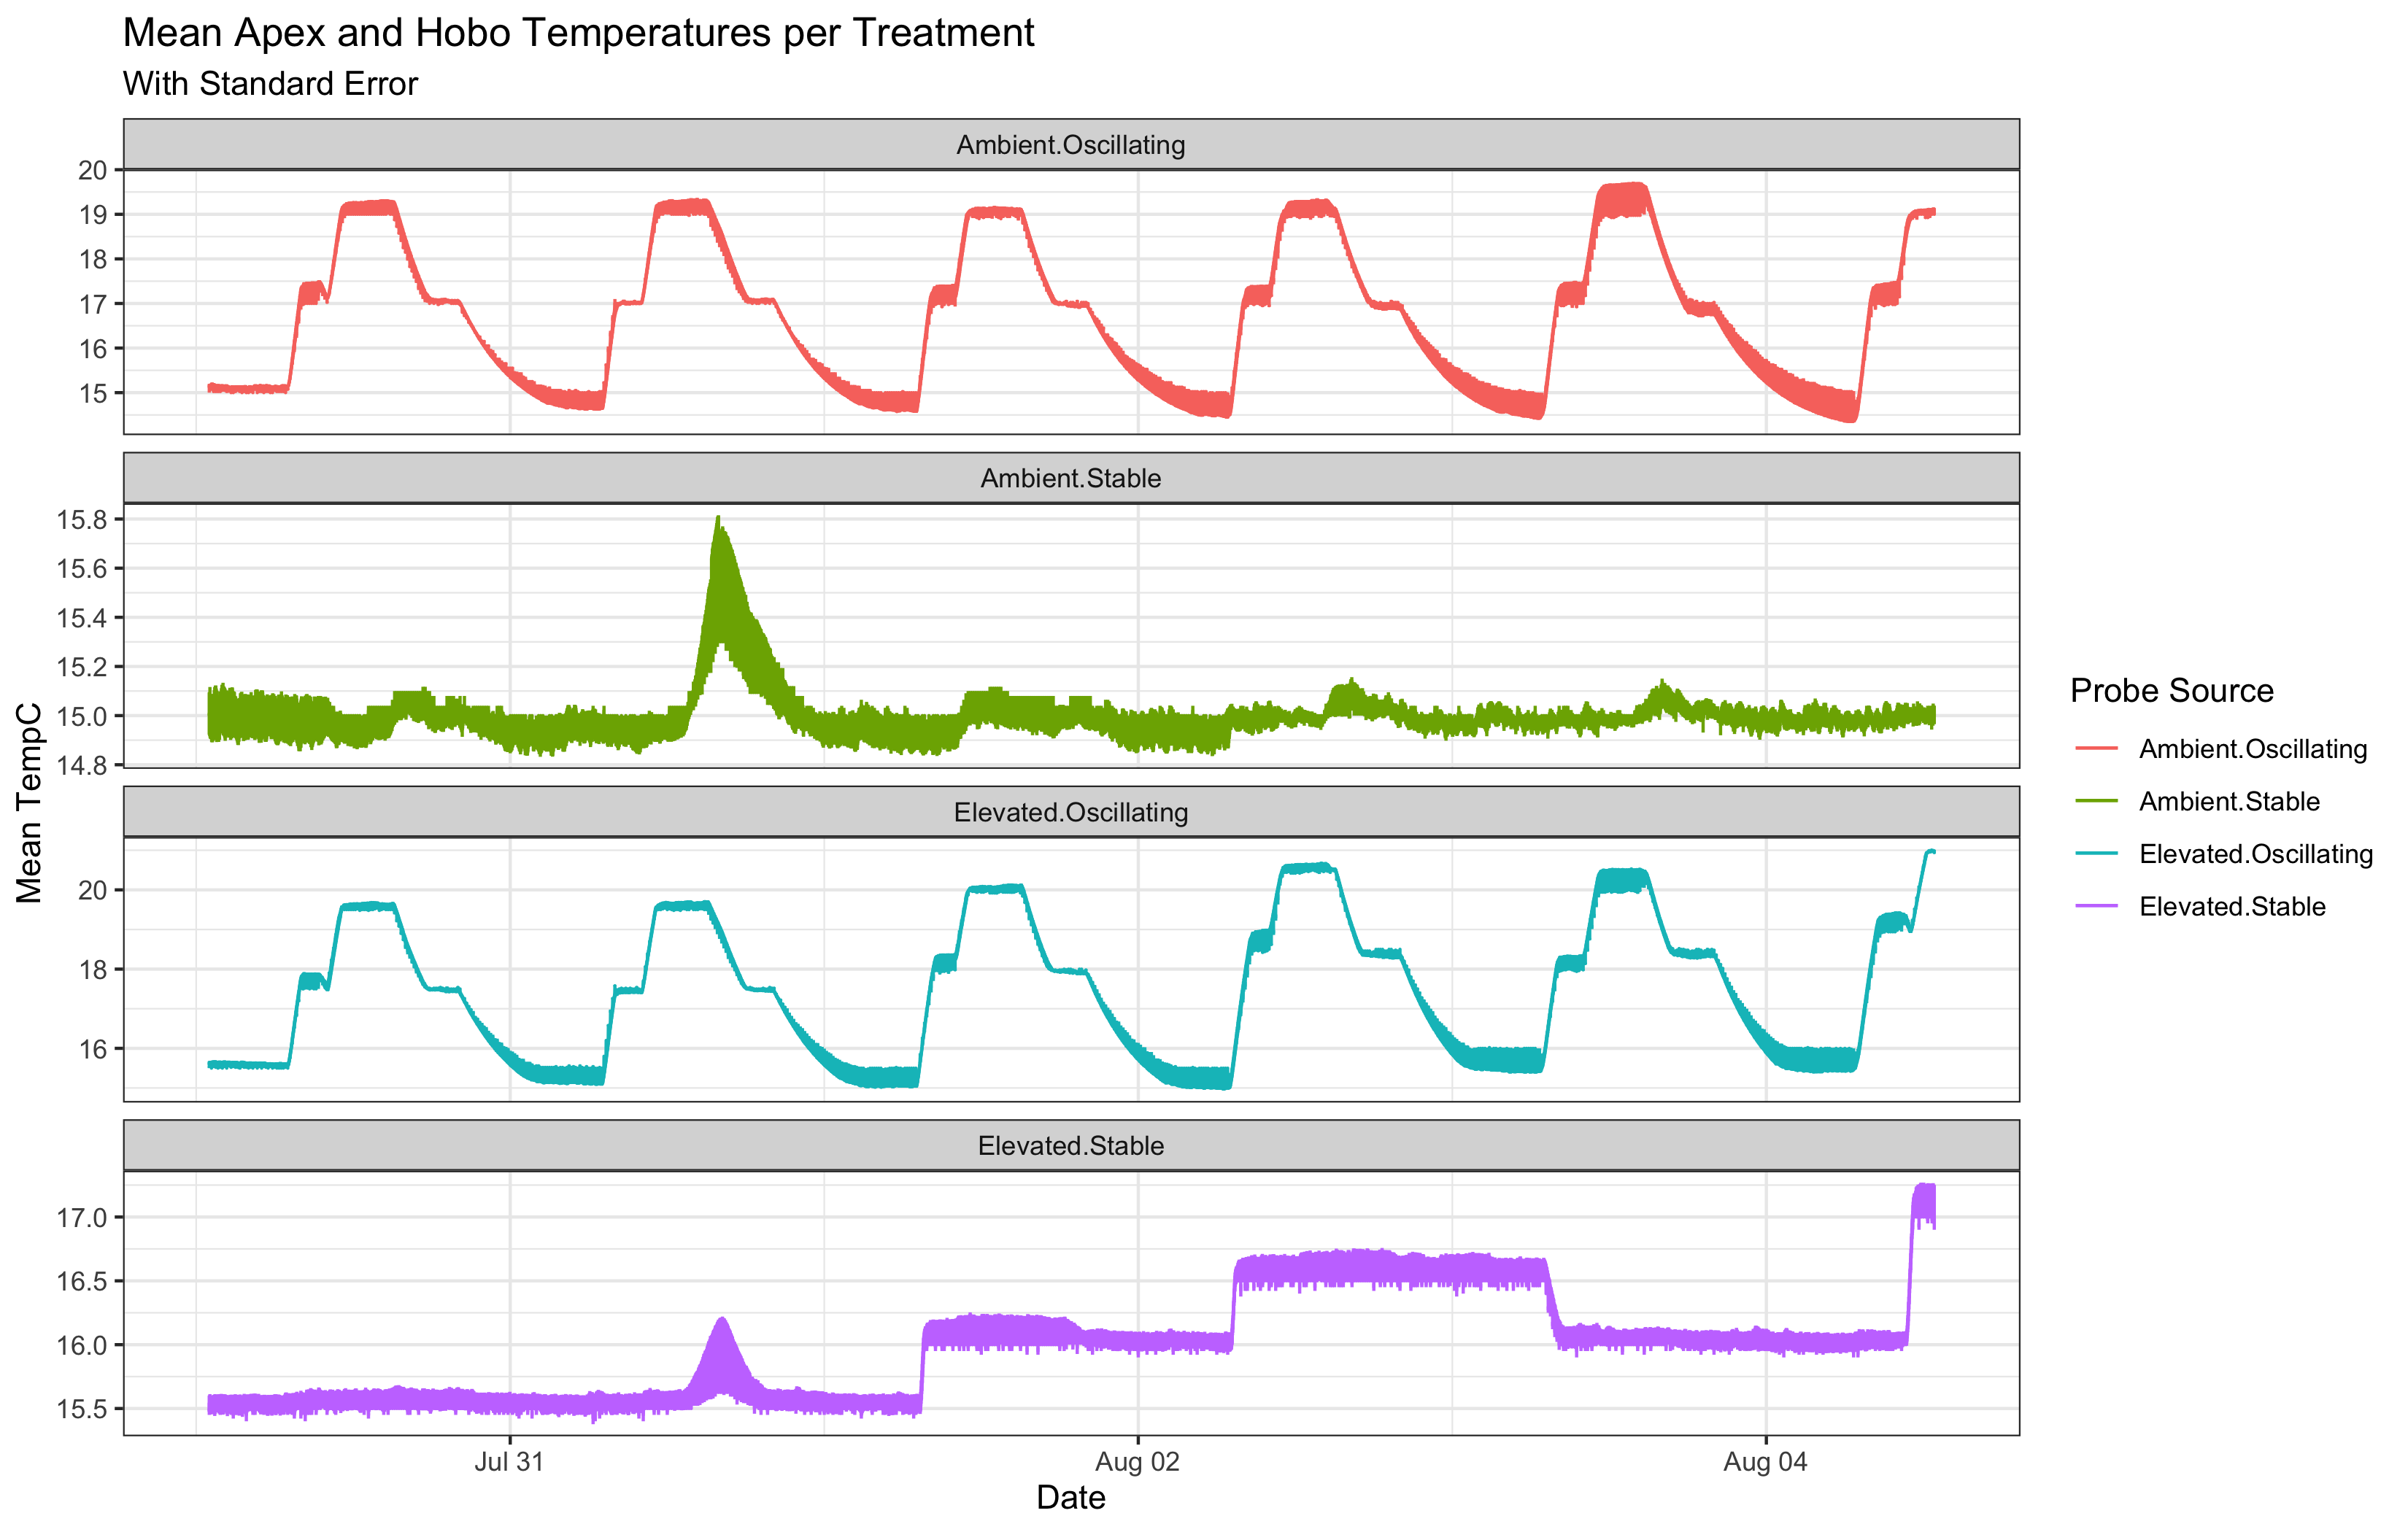 Mean Apex and Hobo Temperatures per Treatment
With Standard Error
Ambient.Oscillating
20
19
18
17
16
15
Ambient.Stable
15.8
15.6
15.4
15.2
15.0
14.8
Elevated.Oscillating
20
18
16
Elevated.Stable
17.0
16.5
16.0
15.5
Jul 31
Aug 02
Aug 04
Date
Mean TempC
Probe Source
Ambient.Oscillating
Ambient.Stable
Elevated.Oscillating
Elevated.Stable